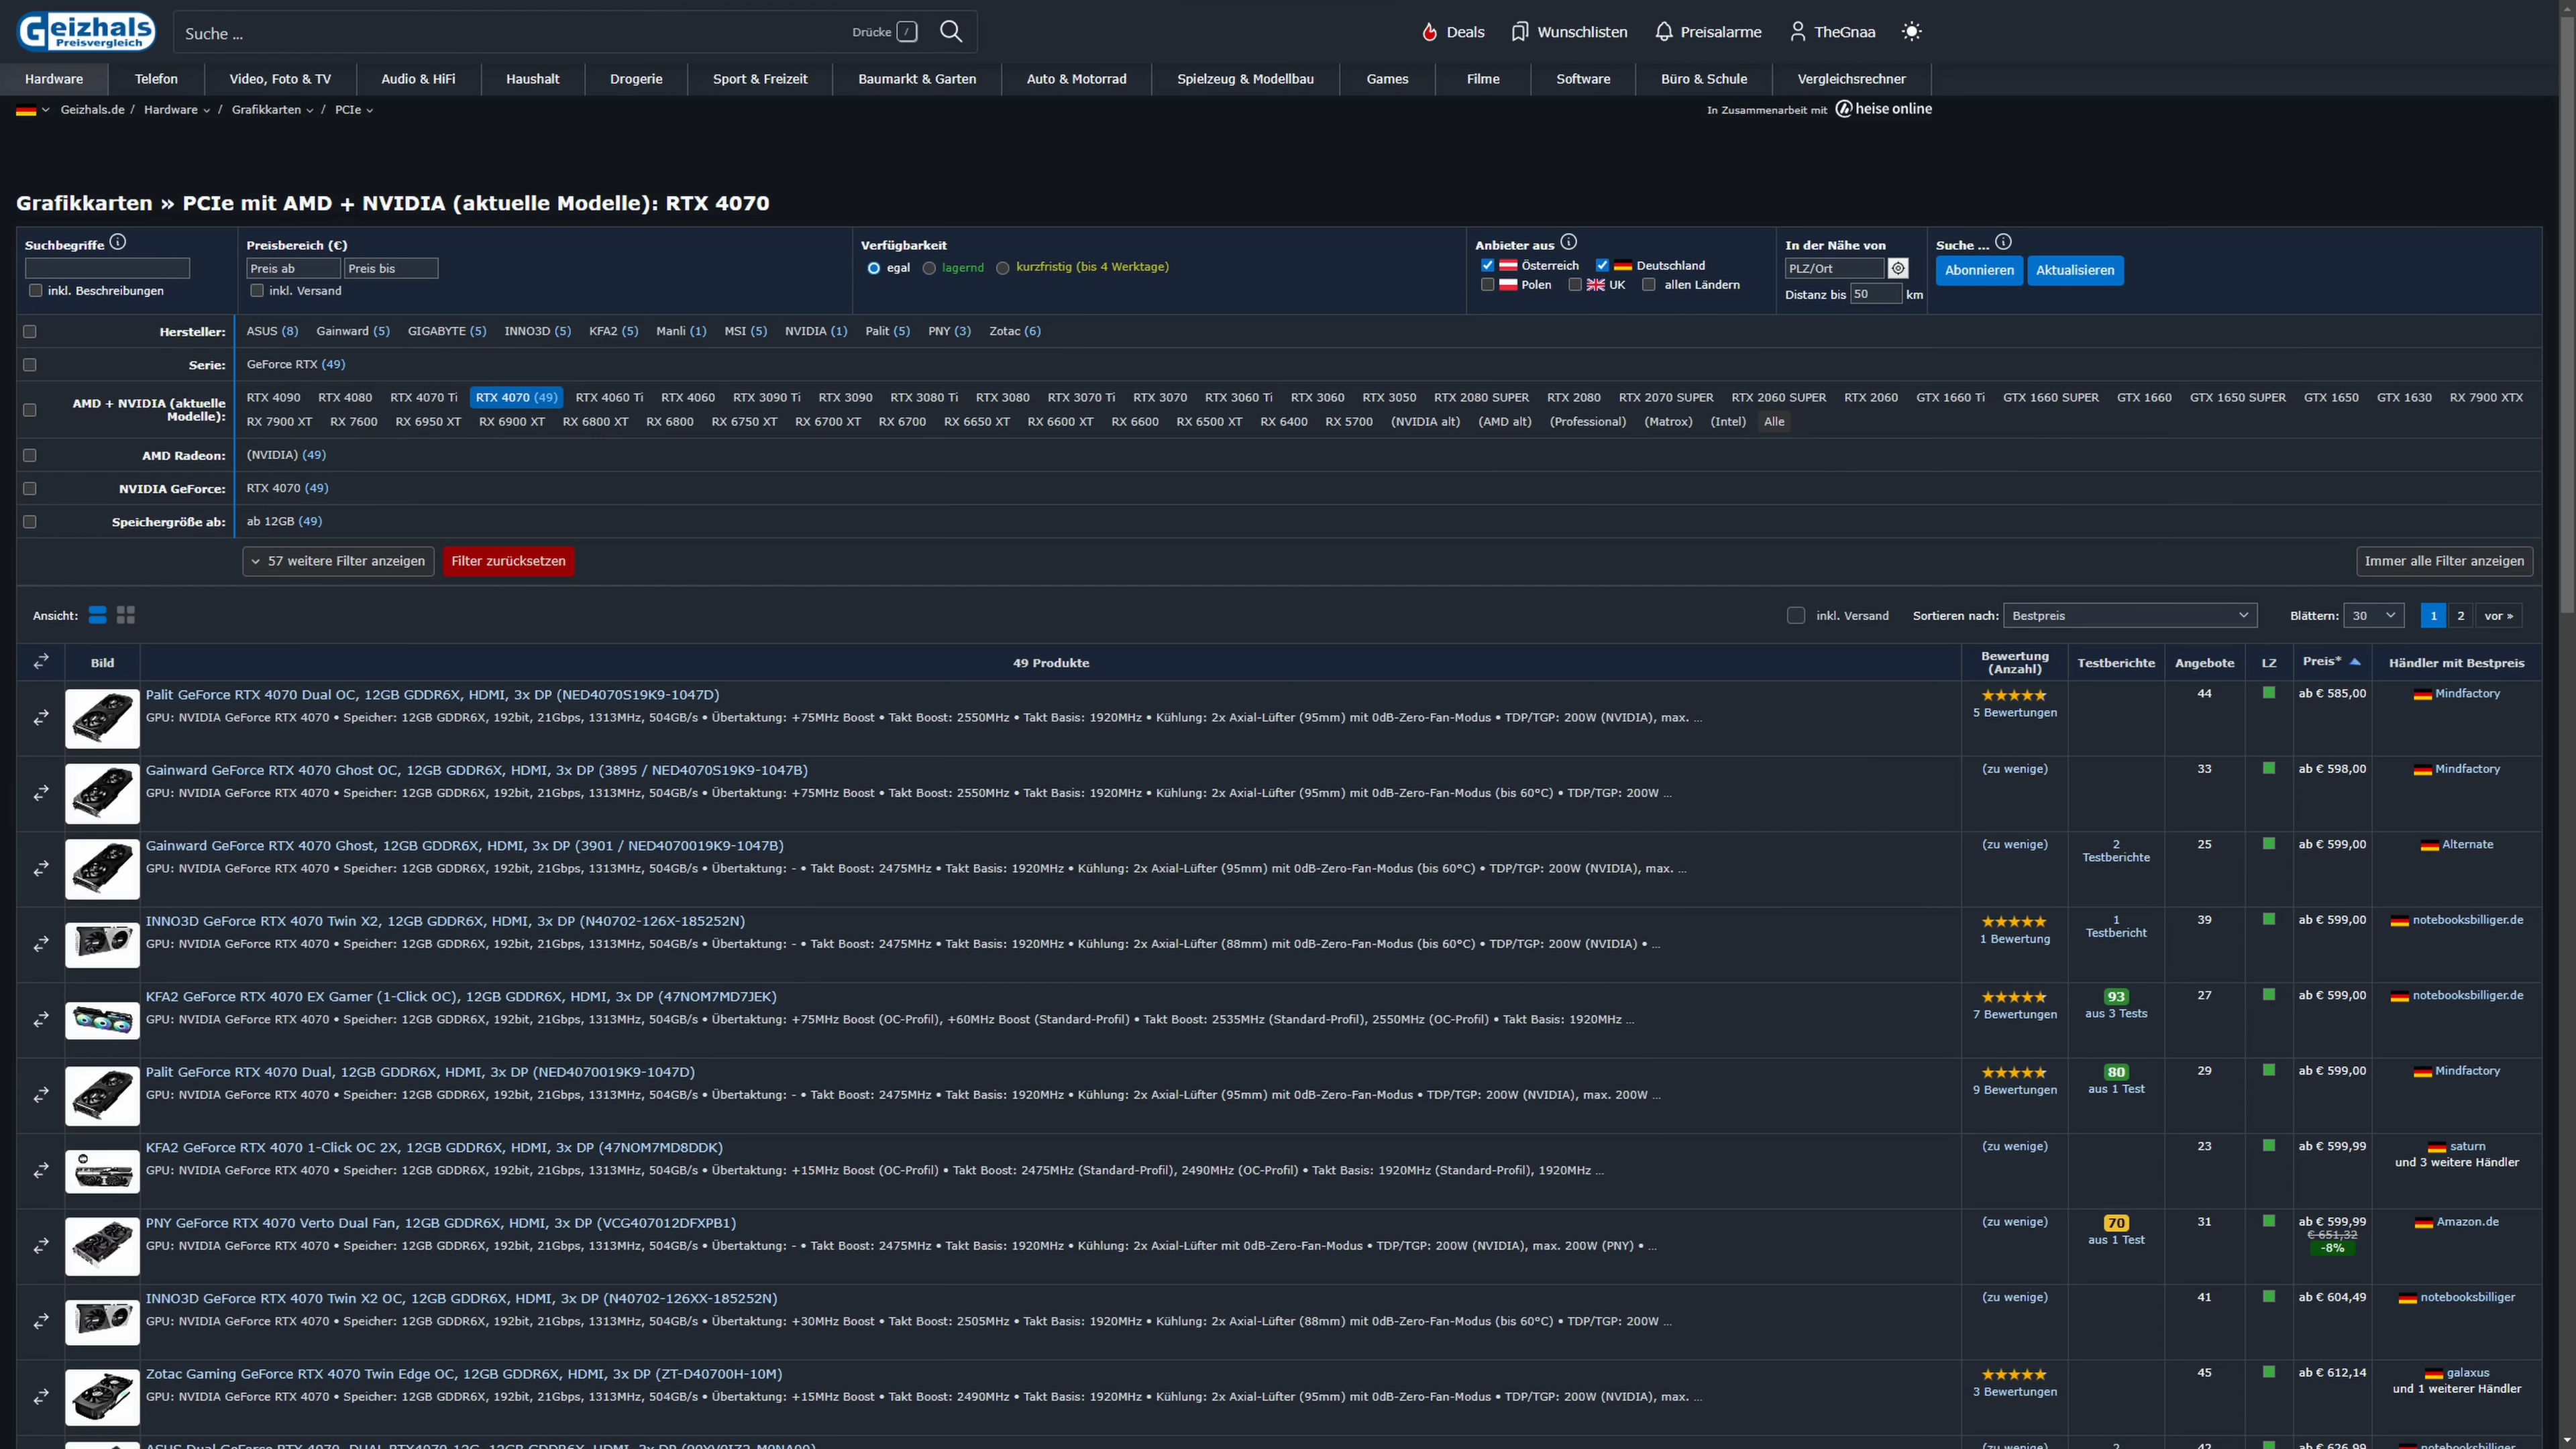 Geizhals
Preisvergleich
Suche ...
Drücke /
Deals
Wunschlisten
Preisalarme
TheGnaa
Hardware
Telefon
Video, Foto & TV
Audio & HiFi
Haushalt
Drogerie
Sport & Freizeit
Baumarkt & Garten
Auto & Motorrad
Spielzeug & Modellbau
Games
Filme
Software
Büro & Schule
Vergleichsrechner
Geizhals.de / Hardware / Grafikkarten / PCIe
In Zusammenarbeit mit heise online
Grafikkarten » PCIe mit AMD + NVIDIA (aktuelle Modelle): RTX 4070
Suchbegriffe
inkl. Beschreibungen
Preisbereich (€)
Preis ab Preis bis
inkl. Versand
Verfügbarkeit
egal lagernd kurzfristig (bis 4 Werktage)
Anbieter aus
Österreich Deutschland
Polen UK allen Ländern
In der Nähe von
PLZ/Ort
Distanz bis 50 km
Suche ...
Abonnieren Aktualisieren
Hersteller: ASUS (8) Gainward (5) GIGABYTE (5) INNO3D (5) KFA2 (5) Manli (1) MSI (5) NVIDIA (1) Palit (5) PNY (3) Zotac (6)
Serie: GeForce RTX (49)
AMD + NVIDIA (aktuelle
Modelle):
RTX 4090 RTX 4080 RTX 4070 Ti RTX 4070 (49) RTX 4060 Ti RTX 4060 RTX 3090 Ti RTX 3090 RTX 3080 Ti RTX 3080 RTX 3070 Ti RTX 3070 RTX 3060 Ti RTX 3060 RTX 3050 RTX 2080 SUPER RTX 2080 RTX 2070 SUPER RTX 2060 SUPER RTX 2060 GTX 1660 Ti GTX 1660 SUPER GTX 1660 GTX 1650 SUPER GTX 1650 GTX 1630 RX 7900 XTX
RX 7900 XT RX 7600 RX 6950 XT RX 6900 XT RX 6800 XT RX 6800 RX 6750 XT RX 6700 XT RX 6700 RX 6650 XT RX 6600 XT RX 6600 RX 6500 XT RX 6400 RX 5700 (NVIDIA alt) (AMD alt) (Professional) (Matrox) (Intel) Alle
AMD Radeon: (NVIDIA) (49)
NVIDIA GeForce: RTX 4070 (49)
Speichergröße ab: ab 12GB (49)
57 weitere Filter anzeigen
Filter zurücksetzen
Immer alle Filter anzeigen
Ansicht:
inkl. Versand
Sortieren nach: Bestpreis
Blättern: 30
1 2 vor »
Bild
49 Produkte
Bewertung
(Anzahl)
Testberichte
Angebote
LZ
Preis*
Händler mit Bestpreis
Palit GeForce RTX 4070 Dual OC, 12GB GDDR6X, HDMI, 3x DP (NED4070S19K9-1047D)
GPU: NVIDIA GeForce RTX 4070 • Speicher: 12GB GDDR6X, 192bit, 21Gbps, 1313MHz, 504GB/s • Übertaktung: +75MHz Boost • Takt Boost: 2550MHz • Takt Basis: 1920MHz • Kühlung: 2x Axial-Lüfter (95mm) mit 0dB-Zero-Fan-Modus • TDP/TGP: 200W (NVIDIA), max. ...
5 Bewertungen
44
ab € 585,00
Mindfactory
Gainward GeForce RTX 4070 Ghost OC, 12GB GDDR6X, HDMI, 3x DP (3895 / NED4070S19K9-1047B)
GPU: NVIDIA GeForce RTX 4070 • Speicher: 12GB GDDR6X, 192bit, 21Gbps, 1313MHz, 504GB/s • Übertaktung: +75MHz Boost • Takt Boost: 2550MHz • Takt Basis: 1920MHz • Kühlung: 2x Axial-Lüfter (95mm) mit 0dB-Zero-Fan-Modus (bis 60°C) • TDP/TGP: 200W ...
(zu wenige)
33
ab € 598,00
Mindfactory
Gainward GeForce RTX 4070 Ghost, 12GB GDDR6X, HDMI, 3x DP (3901 / NED4070019K9-1047B)
GPU: NVIDIA GeForce RTX 4070 • Speicher: 12GB GDDR6X, 192bit, 21Gbps, 1313MHz, 504GB/s • Übertaktung: - • Takt Boost: 2475MHz • Takt Basis: 1920MHz • Kühlung: 2x Axial-Lüfter (95mm) mit 0dB-Zero-Fan-Modus (bis 60°C) • TDP/TGP: 200W (NVIDIA), max. ...
(zu wenige)
2
Testberichte
25
ab € 599,00
Alternate
INNO3D GeForce RTX 4070 Twin X2, 12GB GDDR6X, HDMI, 3x DP (N40702-126X-185252N)
GPU: NVIDIA GeForce RTX 4070 • Speicher: 12GB GDDR6X, 192bit, 21Gbps, 1313MHz, 504GB/s • Übertaktung: - • Takt Boost: 2475MHz • Takt Basis: 1920MHz • Kühlung: 2x Axial-Lüfter (88mm) mit 0dB-Zero-Fan-Modus (bis 60°C) • TDP/TGP: 200W (NVIDIA) • ...
1 Bewertung
1
Testbericht
39
ab € 599,00
notebooksbilliger.de
KFA2 GeForce RTX 4070 EX Gamer (1-Click OC), 12GB GDDR6X, HDMI, 3x DP (47NOM7MD7JEK)
GPU: NVIDIA GeForce RTX 4070 • Speicher: 12GB GDDR6X, 192bit, 21Gbps, 1313MHz, 504GB/s • Übertaktung: +75MHz Boost (OC-Profil), +60MHz Boost (Standard-Profil) • Takt Boost: 2535MHz (Standard-Profil), 2550MHz (OC-Profil) • Takt Basis: 1920MHz ...
7 Bewertungen
93
aus 3 Tests
27
ab € 599,00
notebooksbilliger.de
Palit GeForce RTX 4070 Dual, 12GB GDDR6X, HDMI, 3x DP (NED4070019K9-1047D)
GPU: NVIDIA GeForce RTX 4070 • Speicher: 12GB GDDR6X, 192bit, 21Gbps, 1313MHz, 504GB/s • Übertaktung: - • Takt Boost: 2475MHz • Takt Basis: 1920MHz • Kühlung: 2x Axial-Lüfter (95mm) mit 0dB-Zero-Fan-Modus • TDP/TGP: 200W (NVIDIA), max. 200W ...
9 Bewertungen
80
aus 1 Test
29
ab € 599,00
Mindfactory
KFA2 GeForce RTX 4070 1-Click OC 2X, 12GB GDDR6X, HDMI, 3x DP (47NOM7MD8DDK)
GPU: NVIDIA GeForce RTX 4070 • Speicher: 12GB GDDR6X, 192bit, 21Gbps, 1313MHz, 504GB/s • Übertaktung: +15MHz Boost (OC-Profil) • Takt Boost: 2475MHz (Standard-Profil), 2490MHz (OC-Profil) • Takt Basis: 1920MHz (Standard-Profil), 1920MHz ...
(zu wenige)
23
ab € 599,99
saturn
und 3 weitere Händler
PNY GeForce RTX 4070 Verto Dual Fan, 12GB GDDR6X, HDMI, 3x DP (VCG407012DFXPB1)
GPU: NVIDIA GeForce RTX 4070 • Speicher: 12GB GDDR6X, 192bit, 21Gbps, 1313MHz, 504GB/s • Übertaktung: - • Takt Boost: 2475MHz • Takt Basis: 1920MHz • Kühlung: 2x Axial-Lüfter mit 0dB-Zero-Fan-Modus • TDP/TGP: 200W (NVIDIA), max. 200W (PNY) • ...
(zu wenige)
70
aus 1 Test
31
ab € 599,99
€ 651,32
-8%
Amazon.de
INNO3D GeForce RTX 4070 Twin X2 OC, 12GB GDDR6X, HDMI, 3x DP (N40702-126XX-185252N)
GPU: NVIDIA GeForce RTX 4070 • Speicher: 12GB GDDR6X, 192bit, 21Gbps, 1313MHz, 504GB/s • Übertaktung: +30MHz Boost • Takt Boost: 2505MHz • Takt Basis: 1920MHz • Kühlung: 2x Axial-Lüfter (88mm) mit 0dB-Zero-Fan-Modus (bis 60°C) • TDP/TGP: 200W ...
(zu wenige)
41
ab € 604,49
notebooksbilliger
Zotac Gaming GeForce RTX 4070 Twin Edge OC, 12GB GDDR6X, HDMI, 3x DP (ZT-D40700H-10M)
GPU: NVIDIA GeForce RTX 4070 • Speicher: 12GB GDDR6X, 192bit, 21Gbps, 1313MHz, 504GB/s • Übertaktung: +15MHz Boost • Takt Boost: 2490MHz • Takt Basis: 1920MHz • Kühlung: 2x Axial-Lüfter (95mm) mit 0dB-Zero-Fan-Modus • TDP/TGP: 200W (NVIDIA), max. ...
3 Bewertungen
45
ab € 612,14
galaxus
und 1 weiterer Händler
ASUS Dual GeForce RTX 4070, DUAL-RTX4070-12G, 12GB GDDR6X, HDMI, 3x DP
(zu wenige)
2
42
ab € 626,99
notebooksbilliger